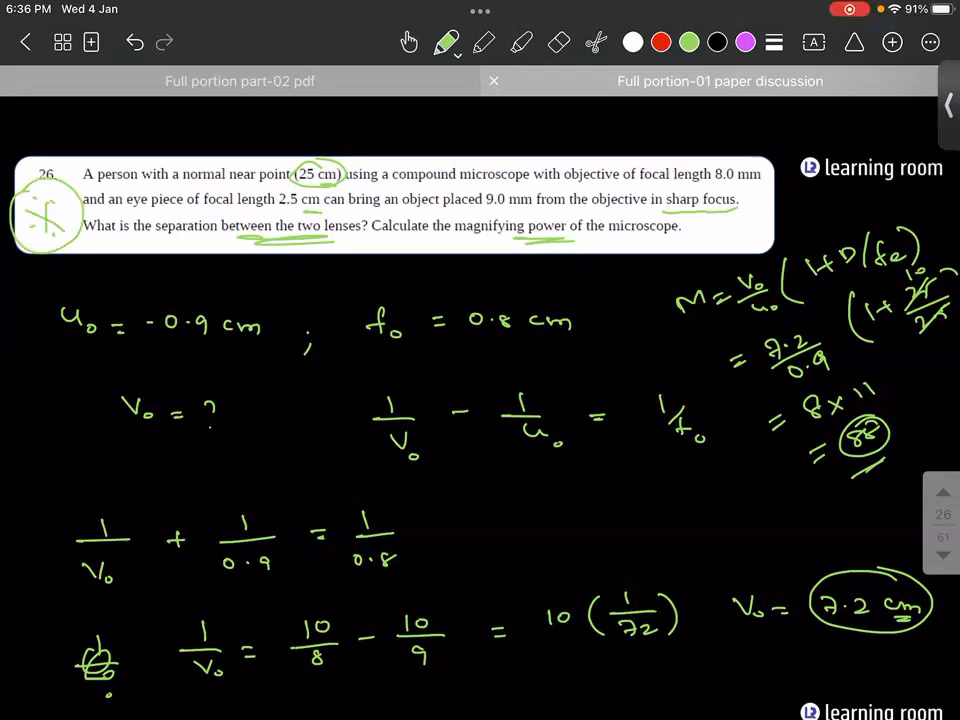 6:36 PM Wed 4 Jan
91%
Full portion part-02 pdf
Full portion-01 paper discussion
learning room
26. A person with a normal near point (25 cm) using a compound microscope with objective of focal length 8.0 mm
and an eye piece of focal length 2.5 cm can bring an object placed 9.0 mm from the objective in sharp focus.
What is the separation between the two lenses? Calculate the magnifying power of the microscope.
u₀ = -0.9 cm ; f₀ = 0.8 cm
M = v₀/u₀ (1 + D/fe)
= 7.2/0.9
= 8 × 11
= 88
V₀ = ?
1/V₀ - 1/u₀ = 1/f₀
1/V₀ + 1/0.9 = 1/0.8
1/V₀ = 10/8 - 10/9 = 10 (1/72)
V₀ = 7.2 cm
26
61
learning room